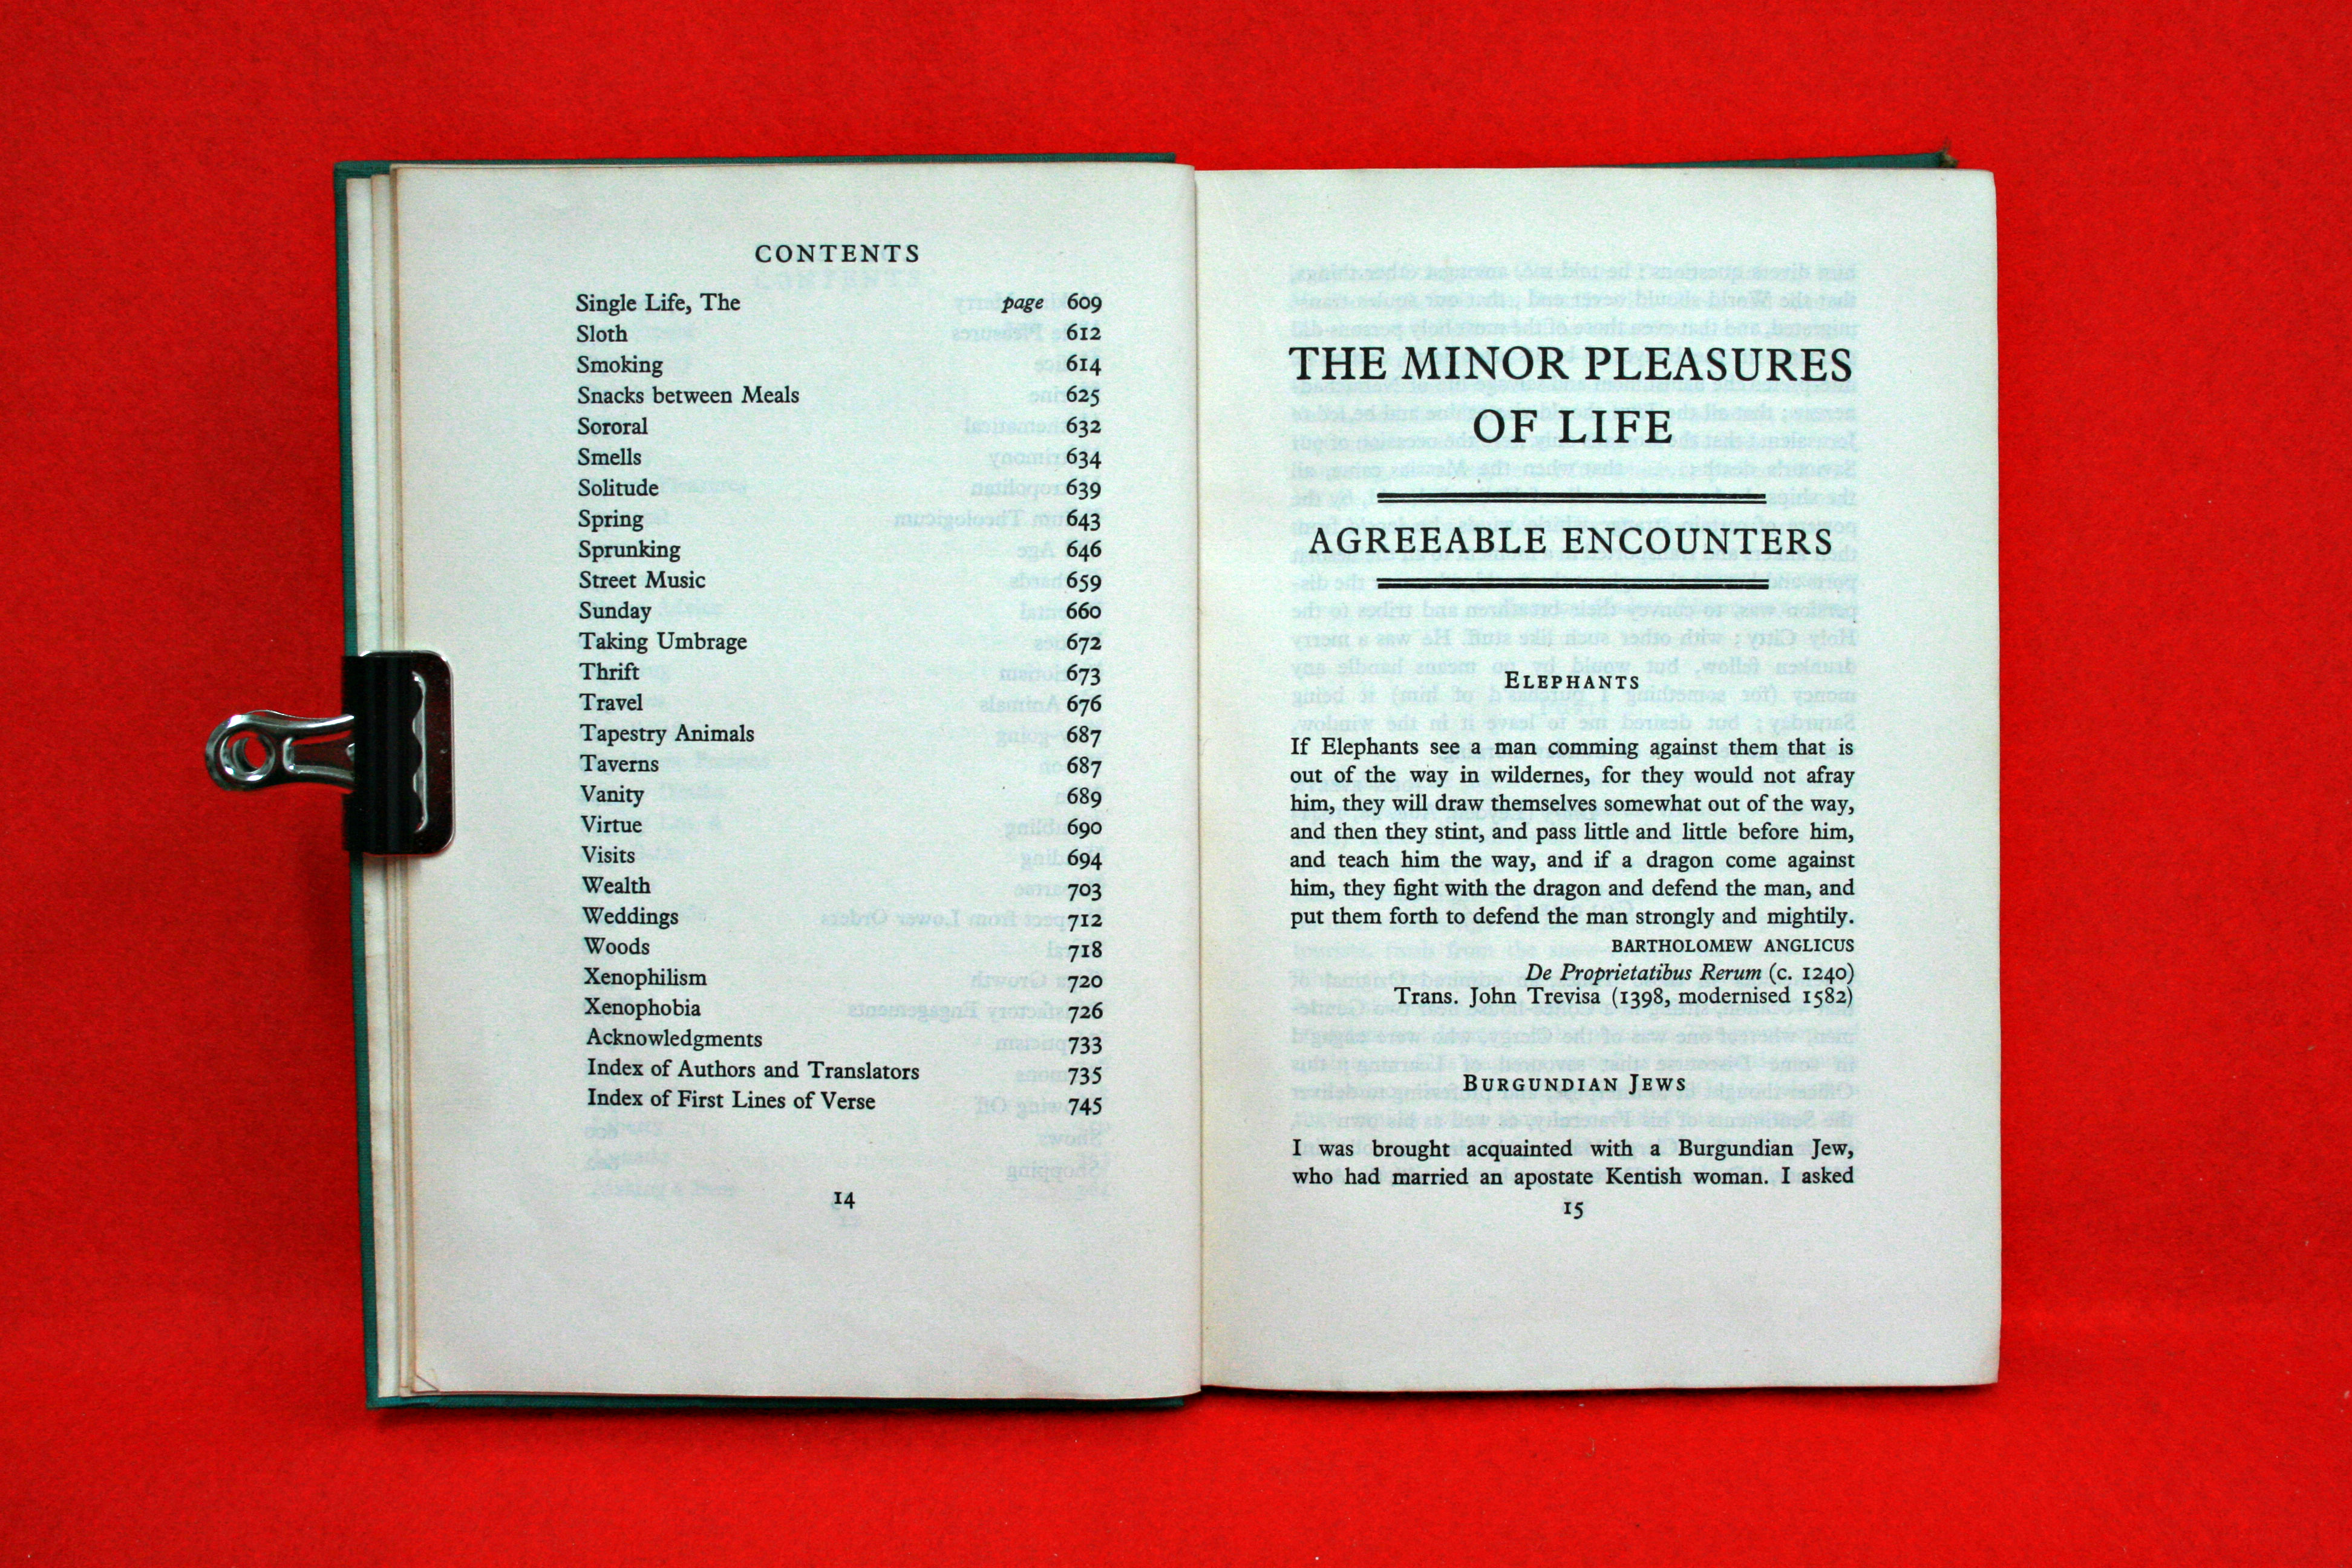 CONTENTS
Single Life, The page 609
Sloth 612
Smoking 614
Snacks between Meals 625
Sororal 632
Smells 634
Solitude 639
Spring 643
Sprunking 646
Street Music 659
Sunday 660
Taking Umbrage 672
Thrift 673
Travel 676
Tapestry Animals 687
Taverns 687
Vanity 689
Virtue 690
Visits 694
Wealth 703
Weddings 712
Woods 718
Xenophilism 720
Xenophobia 726
Acknowledgments 733
Index of Authors and Translators 735
Index of First Lines of Verse 745
14
THE MINOR PLEASURES
OF LIFE
AGREEABLE ENCOUNTERS
ELEPHANTS
If Elephants see a man comming against them that is
out of the way in wildernes, for they would not afray
him, they will draw themselves somewhat out of the way,
and then they stint, and pass little and little before him,
and teach him the way, and if a dragon come against
him, they fight with the dragon and defend the man, and
put them forth to defend the man strongly and mightily.
BARTHOLOMEW ANGLICUS
De Proprietatibus Rerum (c. 1240)
Trans. John Trevisa (1398, modernised 1582)
BURGUNDIAN JEWS
I was brought acquainted with a Burgundian Jew,
who had married an apostate Kentish woman. I asked
15